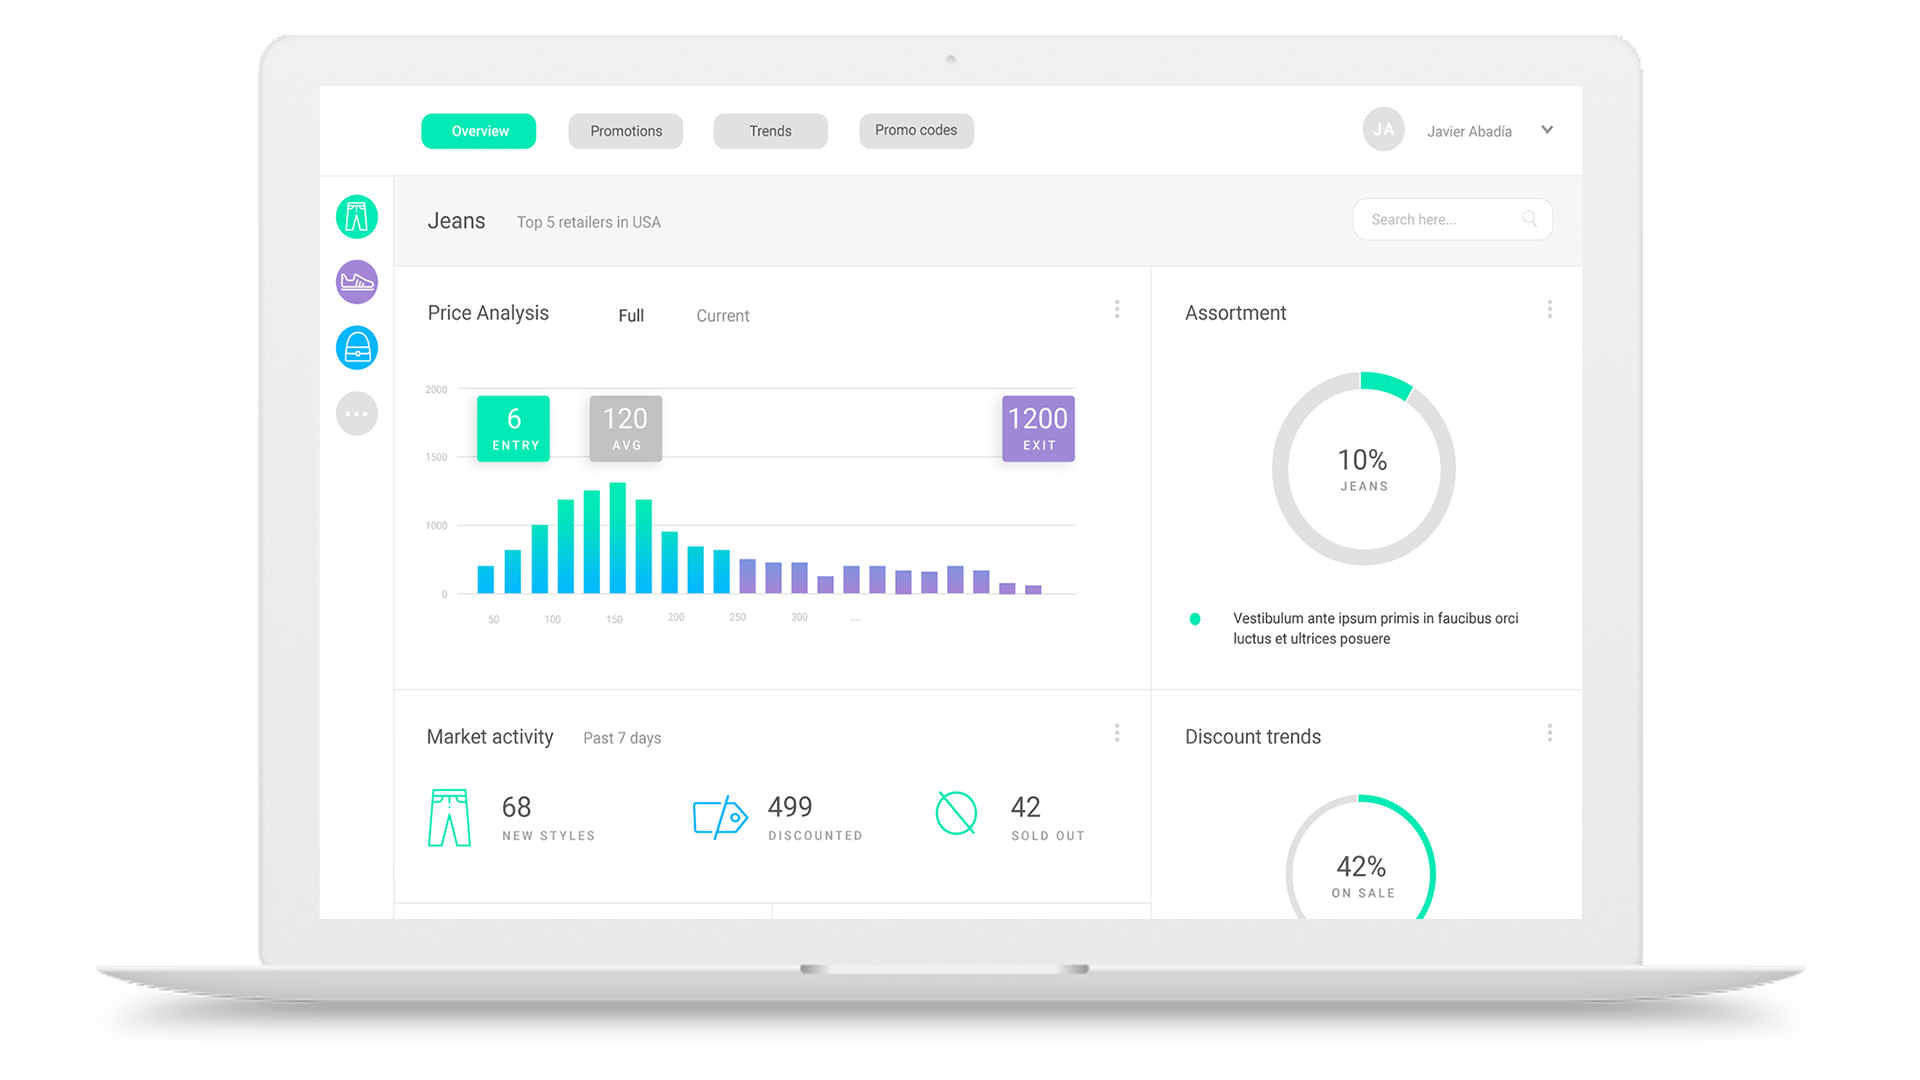 Overview
Promotions
Trends
Promo codes
JA
Javier Abadía
Jeans
Top 5 retailers in USA
Search here...
Price Analysis
Full
Current
2000
1500
1000
0
6
ENTRY
120
AVG
1200
EXIT
50
100
150
200
250
300
....
Assortment
10%
JEANS
Vestibulum ante ipsum primis in faucibus orci
luctus et ultrices posuere
Market activity
Past 7 days
68
NEW STYLES
499
DISCOUNTED
42
SOLD OUT
Discount trends
42%
ON SALE